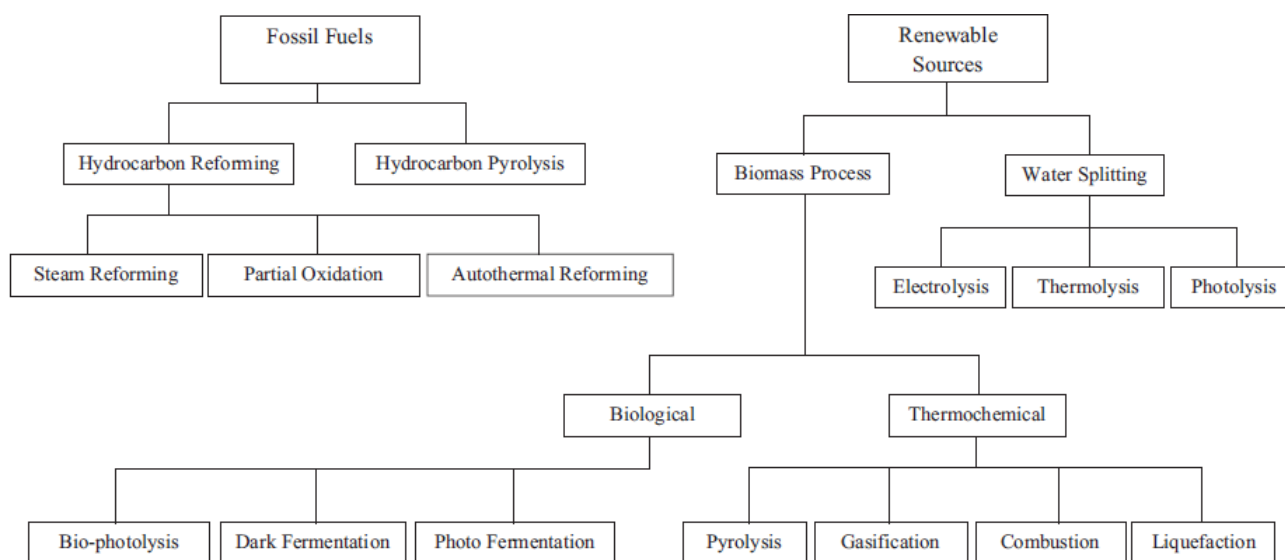 Fossil Fuels
Renewable
Sources
Hydrocarbon Reforming
Hydrocarbon Pyrolysis
Biomass Process
Water Splitting
Steam Reforming
Partial Oxidation
Autothermal Reforming
Electrolysis
Thermolysis
Photolysis
Biological
Thermochemical
Bio-photolysis
Dark Fermentation
Photo Fermentation
Pyrolysis
Gasification
Combustion
Liquefaction